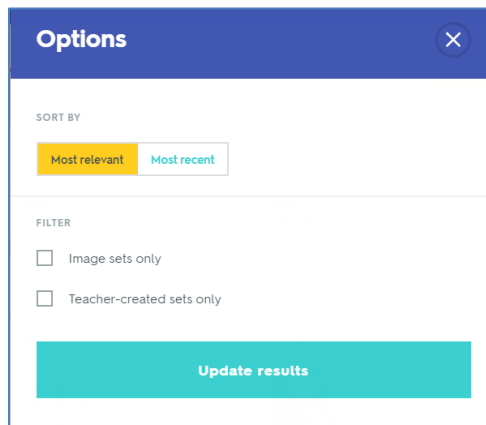 Options
SORT BY
Most relevant Most recent
FILTER
Image sets only
Teacher-created sets only
Update results